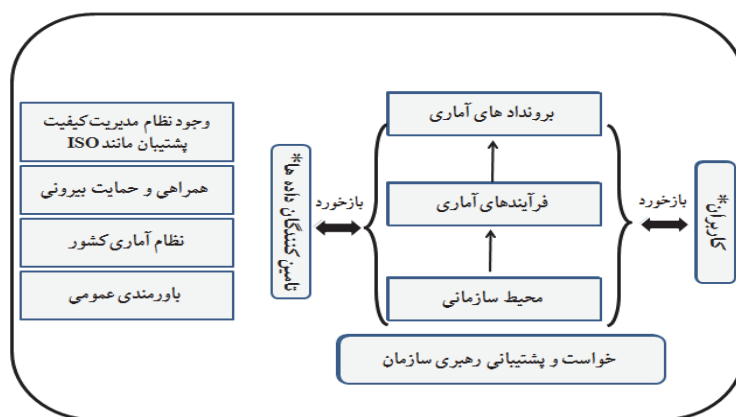 برونداد های آماری
فرآیندهای آماری
محیط سازمانی
خواست و پشتیبانی رهبری سازمان
کاربران*
بازخورد
بازخورد
تامین کنندگان داده ها*
وجود نظام مدیریت کیفیت
پشتیبان مانند ISO
همراهی و حمایت بیرونی
نظام آماری کشور
باورمندی عمومی